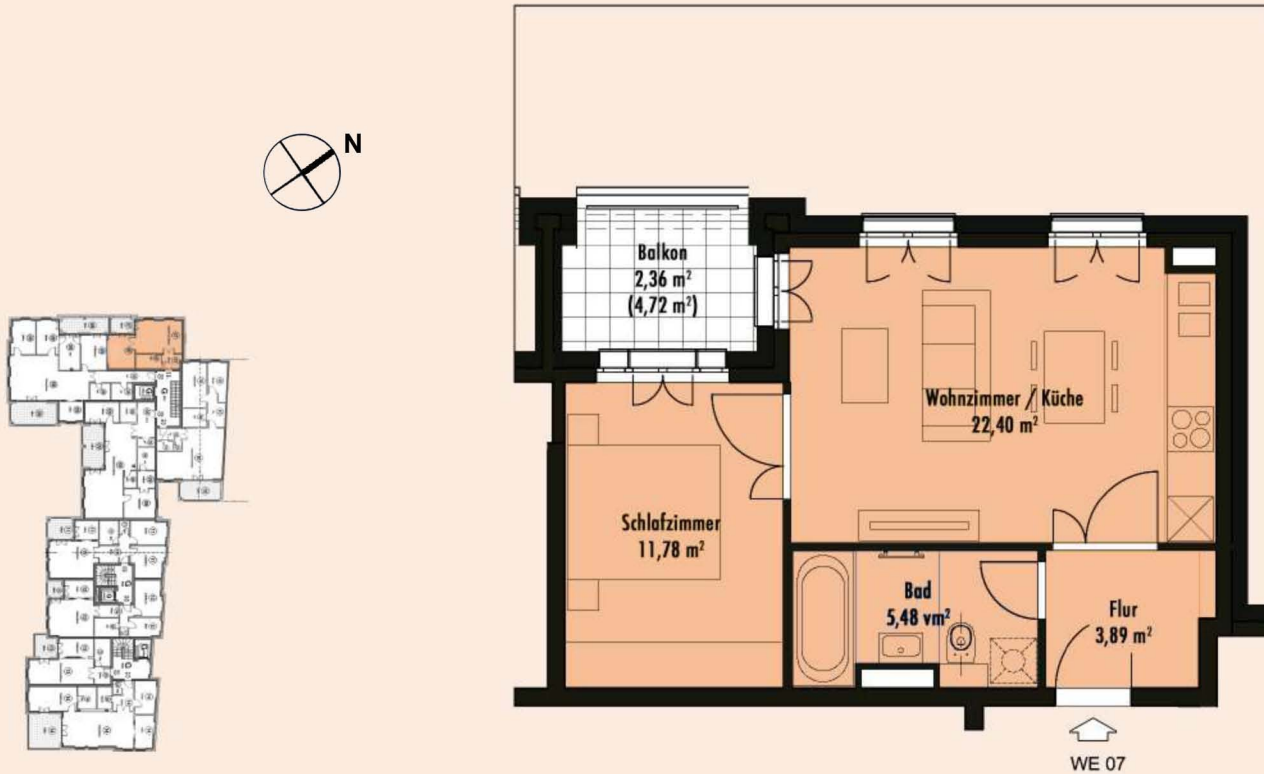 N
Balkon
2,36 m²
(4,72 m²)
Wohnzimmer / Küche
22,40 m²
Schlafzimmer
11,78 m²
Bad
5,48 vm²
Flur
3,89 m²
WE 07